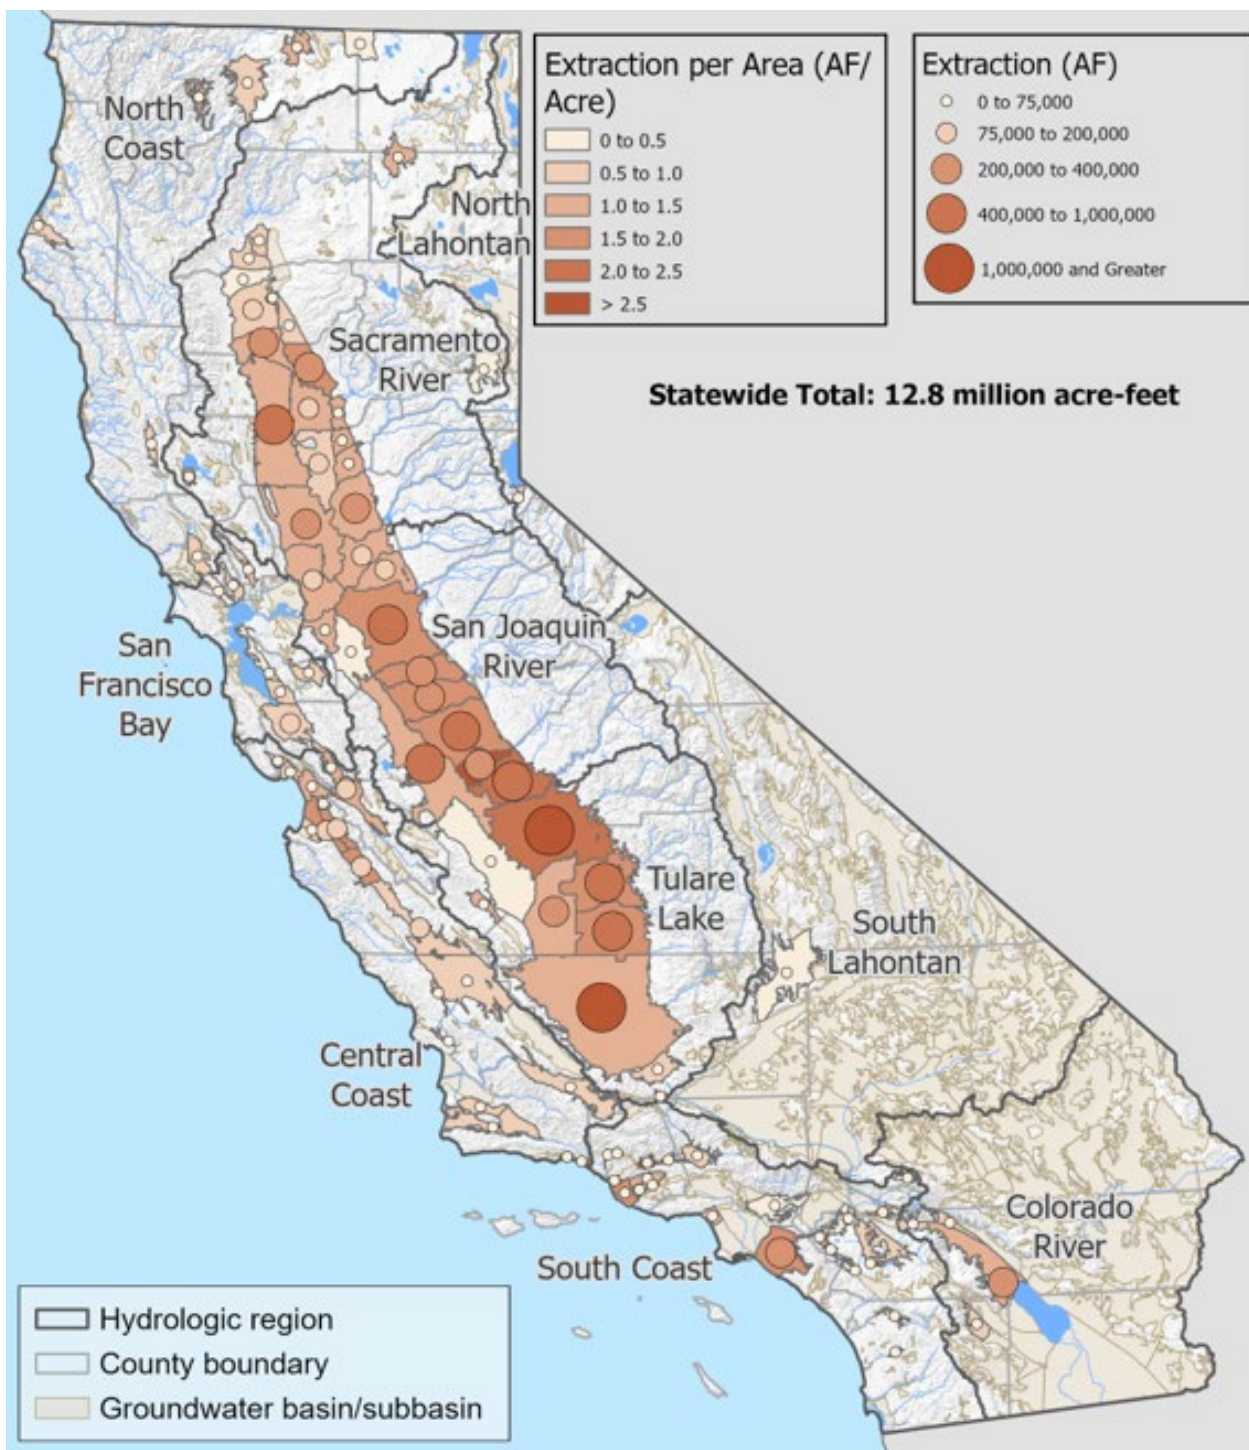 Extraction per Area (AF/
Acre)
0 to 0.5
0.5 to 1.0
1.0 to 1.5
1.5 to 2.0
2.0 to 2.5
> 2.5
Extraction (AF)
0 to 75,000
75,000 to 200,000
200,000 to 400,000
400,000 to 1,000,000
1,000,000 and Greater
Statewide Total: 12.8 million acre-feet
North
Coast
North
Lahontan
Sacramento
River
San Joaquin
River
San
Francisco
Bay
Tulare
Lake
South
Lahontan
Central
Coast
Colorado
River
South Coast
Hydrologic region
County boundary
Groundwater basin/subbasin